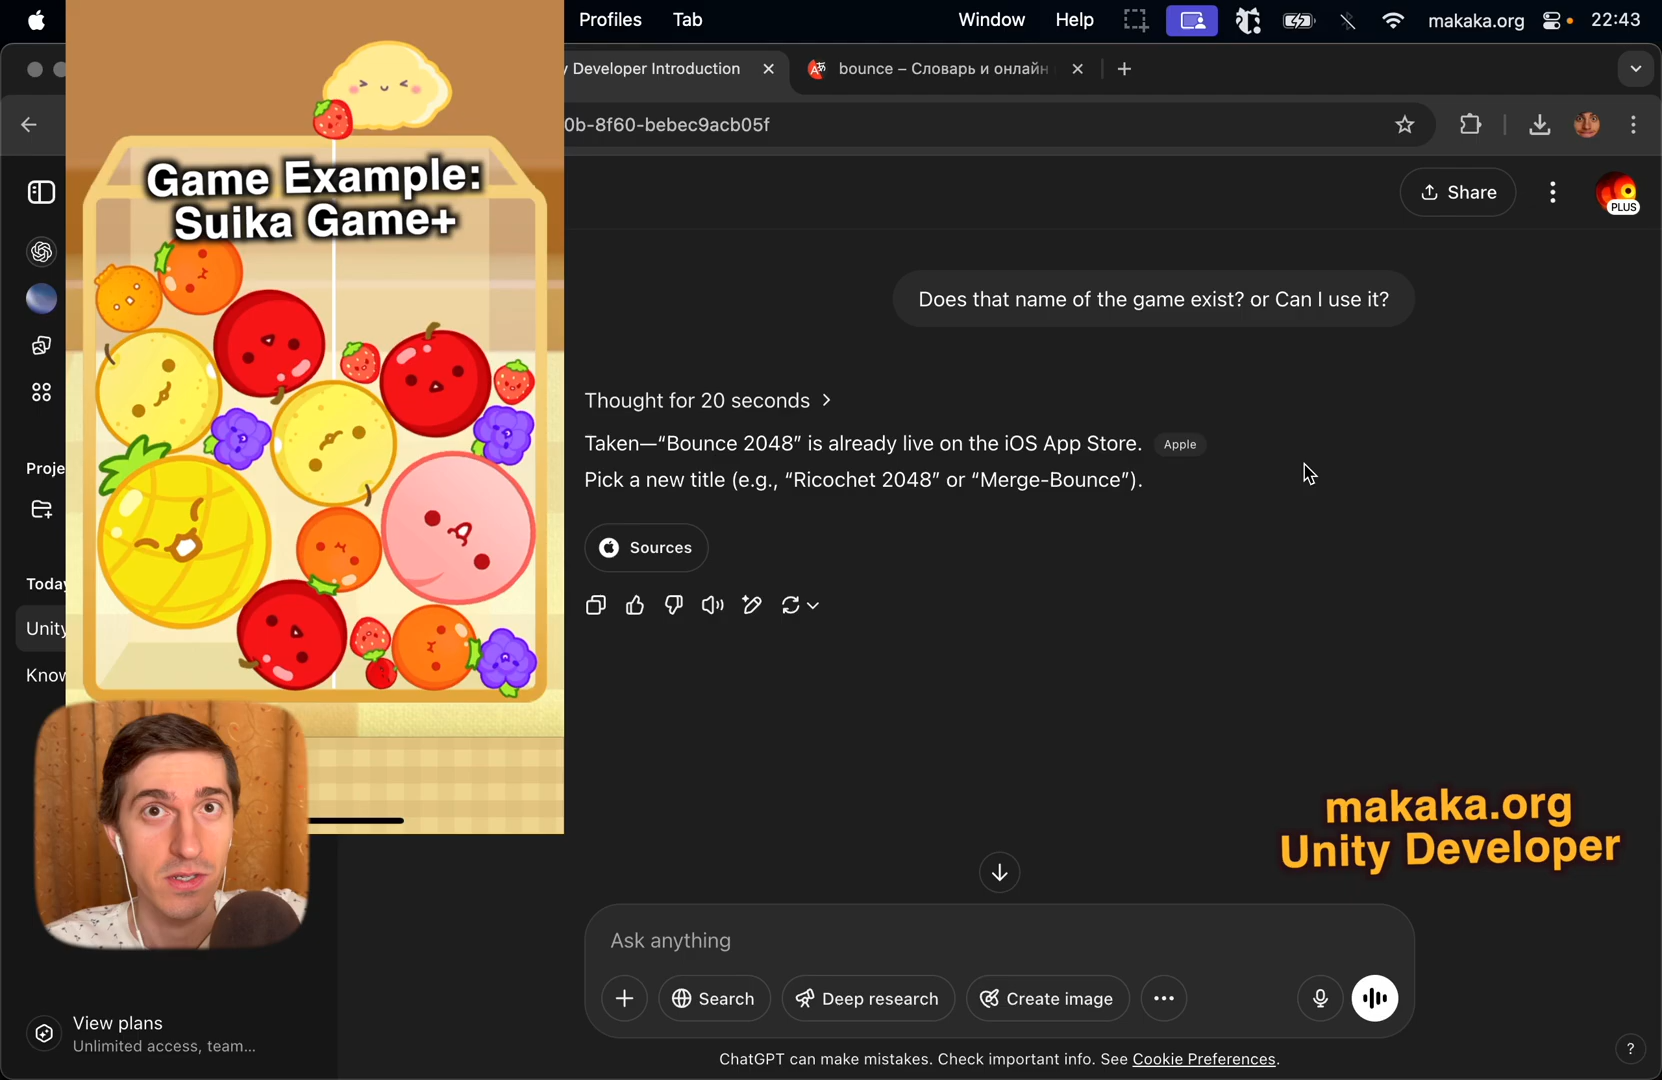 Profiles Tab Window Help makaka.org 22:43
y Developer Introduction
bounce – Словарь и онлайн
0b-8f60-bebec9acb05f
Game Example:
Suika Game+
Share
PLUS
Does that name of the game exist? or Can I use it?
Thought for 20 seconds
Taken—“Bounce 2048” is already live on the iOS App Store. Apple
Pick a new title (e.g., “Ricochet 2048” or “Merge-Bounce”).
Proje
Sources
Today
Unity
Know
makaka.org
Unity Developer
Ask anything
Search Deep research Create image
View plans
Unlimited access, team...
ChatGPT can make mistakes. Check important info. See Cookie Preferences.
?